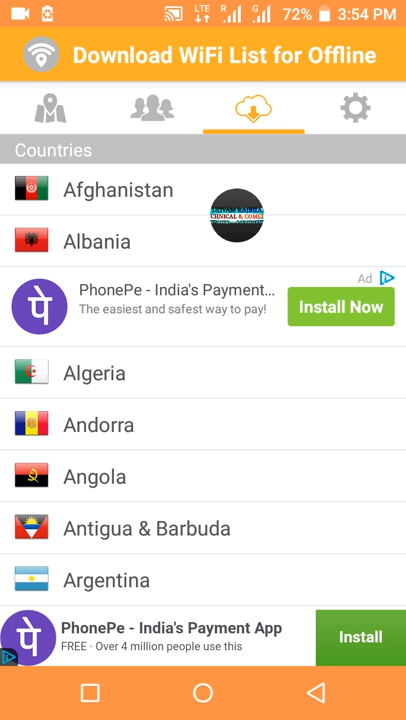 LTE R G 72% 3:54 PM
Download WiFi List for Offline
Countries
Afghanistan
CHNICAL & COME
Albania
Ad
PhonePe - India's Payment...
The easiest and safest way to pay!
Install Now
पे
Algeria
Andorra
Angola
Antigua & Barbuda
Argentina
पे
PhonePe - India's Payment App
FREE · Over 4 million people use this
Install